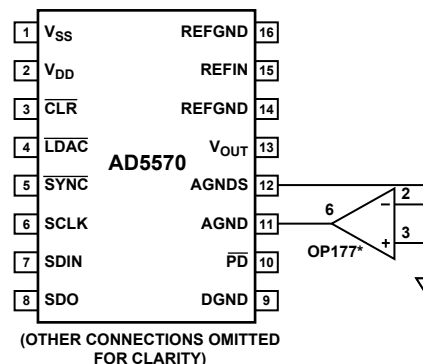 1 VSS REFGND 16
2 VDD REFIN 15
3 CLR REFGND 14
4 LDAC VOUT 13
AD5570
5 SYNC AGNDS 12
6 SCLK AGND 11
7 SDIN PD 10
8 SDO DGND 9
6 2
3
OP177*
(OTHER CONNECTIONS OMITTED
FOR CLARITY)